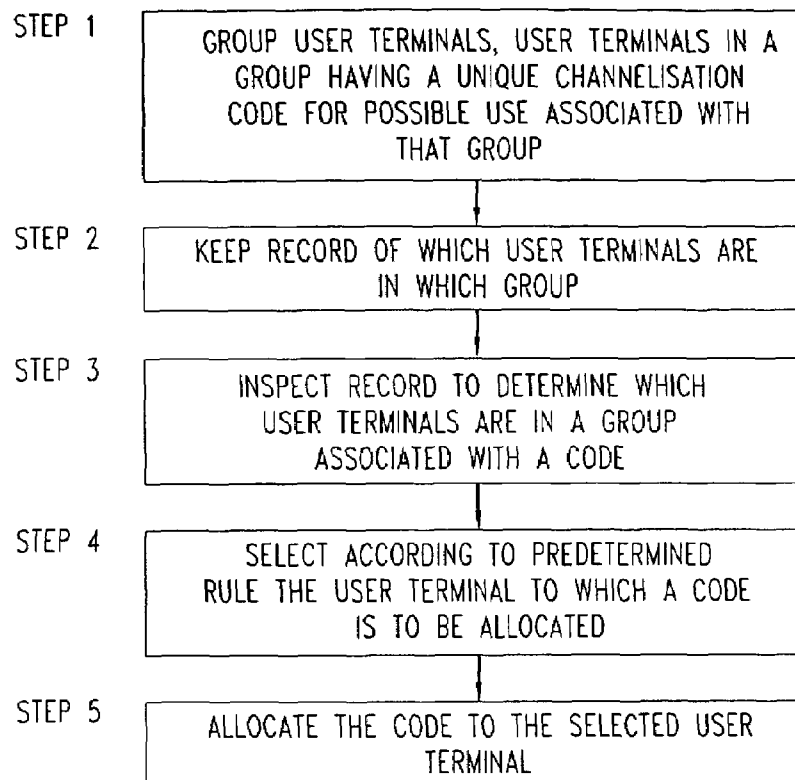 STEP 1
GROUP USER TERMINALS, USER TERMINALS IN A
GROUP HAVING A UNIQUE CHANNELISATION
CODE FOR POSSIBLE USE ASSOCIATED WITH
THAT GROUP
STEP 2
KEEP RECORD OF WHICH USER TERMINALS ARE
IN WHICH GROUP
STEP 3
INSPECT RECORD TO DETERMINE WHICH
USER TERMINALS ARE IN A GROUP
ASSOCIATED WITH A CODE
STEP 4
SELECT ACCORDING TO PREDETERMINED
RULE THE USER TERMINAL TO WHICH A CODE
IS TO BE ALLOCATED
STEP 5
ALLOCATE THE CODE TO THE SELECTED USER
TERMINAL